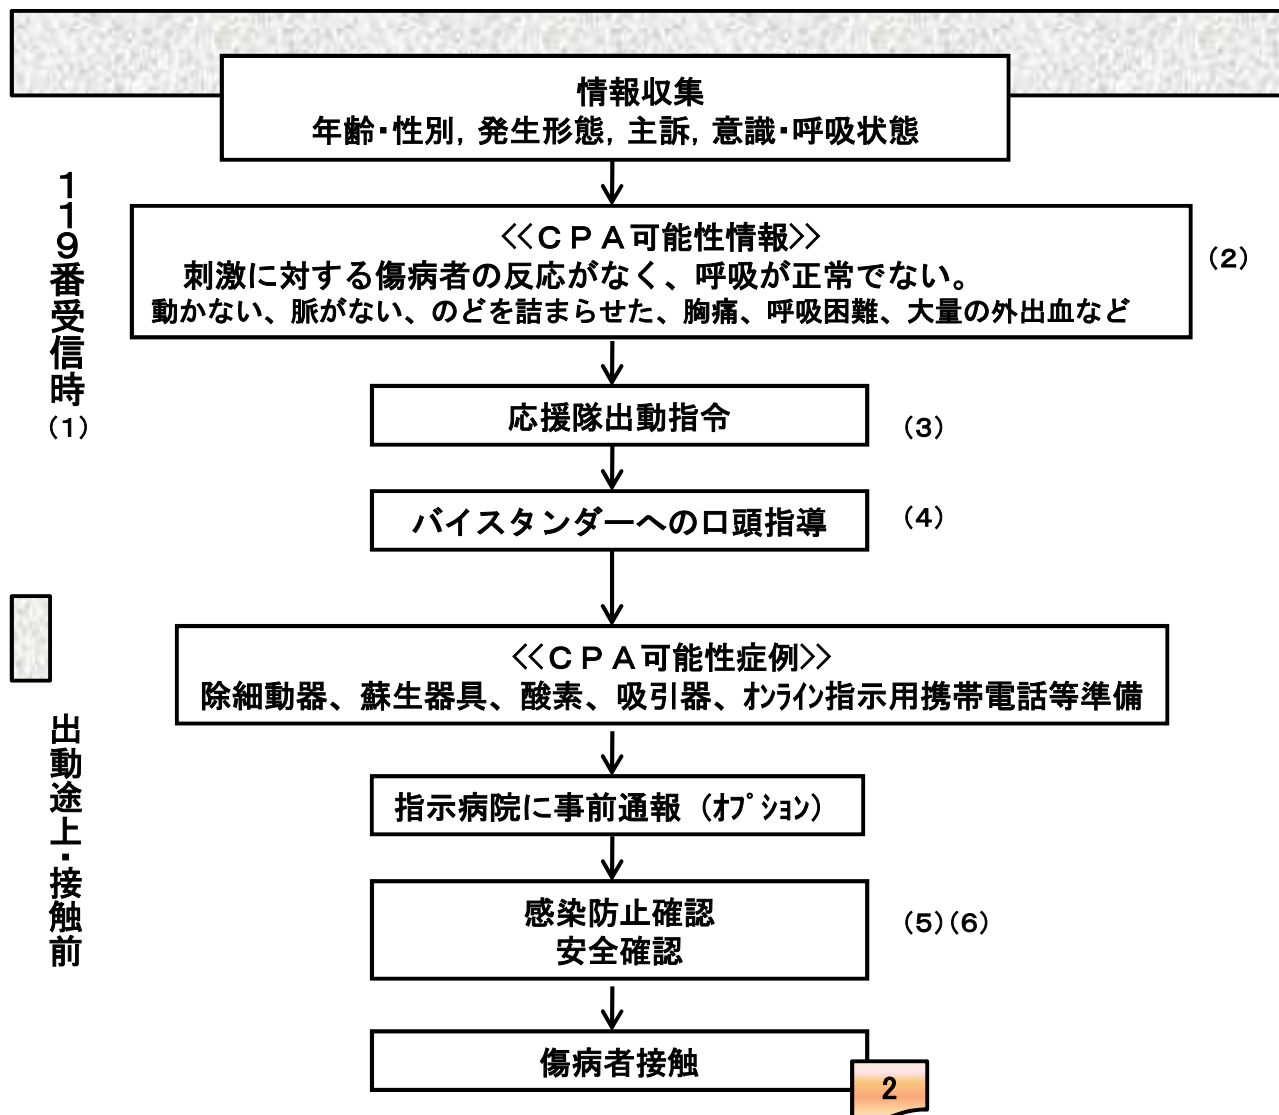 情報収集
年齢・性別，発生形態，主訴，意識・呼吸状態
119番受信時
（1）
<<ＣＰＡ可能性情報>>
刺激に対する傷病者の反応がなく、呼吸が正常でない。
動かない、脈がない、のどを詰まらせた、胸痛、呼吸困難、大量の外出血など
（2）
応援隊出動指令
（3）
バイスタンダーへの口頭指導
（4）
出動途上・接触前
<<ＣＰＡ可能性症例>>
除細動器、蘇生器具、酸素、吸引器、ｵﾝﾗｲﾝ指示用携帯電話等準備
指示病院に事前通報（ｵﾌﾟｼｮﾝ）
感染防止確認
安全確認
（5）（6）
傷病者接触
2